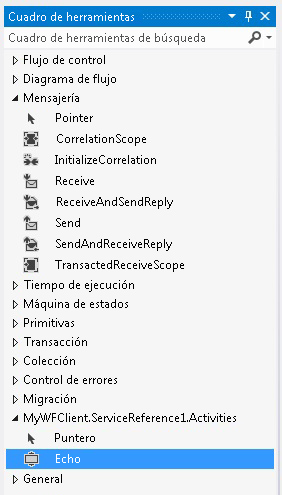 Cuadro de herramientas
Cuadro de herramientas de búsqueda
Flujo de control
Diagrama de flujo
Mensajería
Pointer
CorrelationScope
InitializeCorrelation
Receive
ReceiveAndSendReply
Send
SendAndReceiveReply
TransactedReceiveScope
Tiempo de ejecución
Máquina de estados
Primitivas
Transacción
Colección
Control de errores
Migración
MyWFClient.ServiceReference1.Activities
Puntero
Echo
General